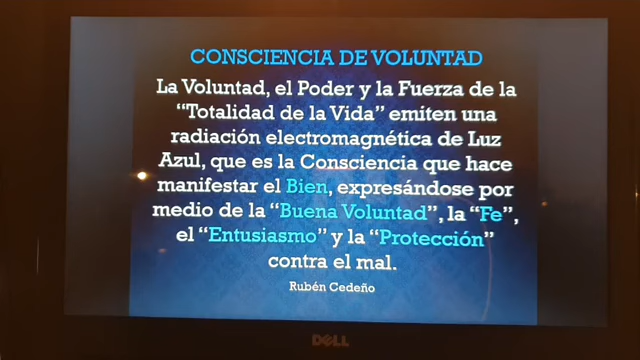 CONSCIENCIA DE VOLUNTAD
La Voluntad, el Poder y la Fuerza de la
“Totalidad de la Vida” emiten una
radiación electromagnética de Luz
Azul, que es la Consciencia que hace
manifestar el Bien, expresándose por
medio de la “Buena Voluntad”, la “Fe”,
el “Entusiasmo” y la “Protección”
contra el mal.
Rubén Cedeño
DELL